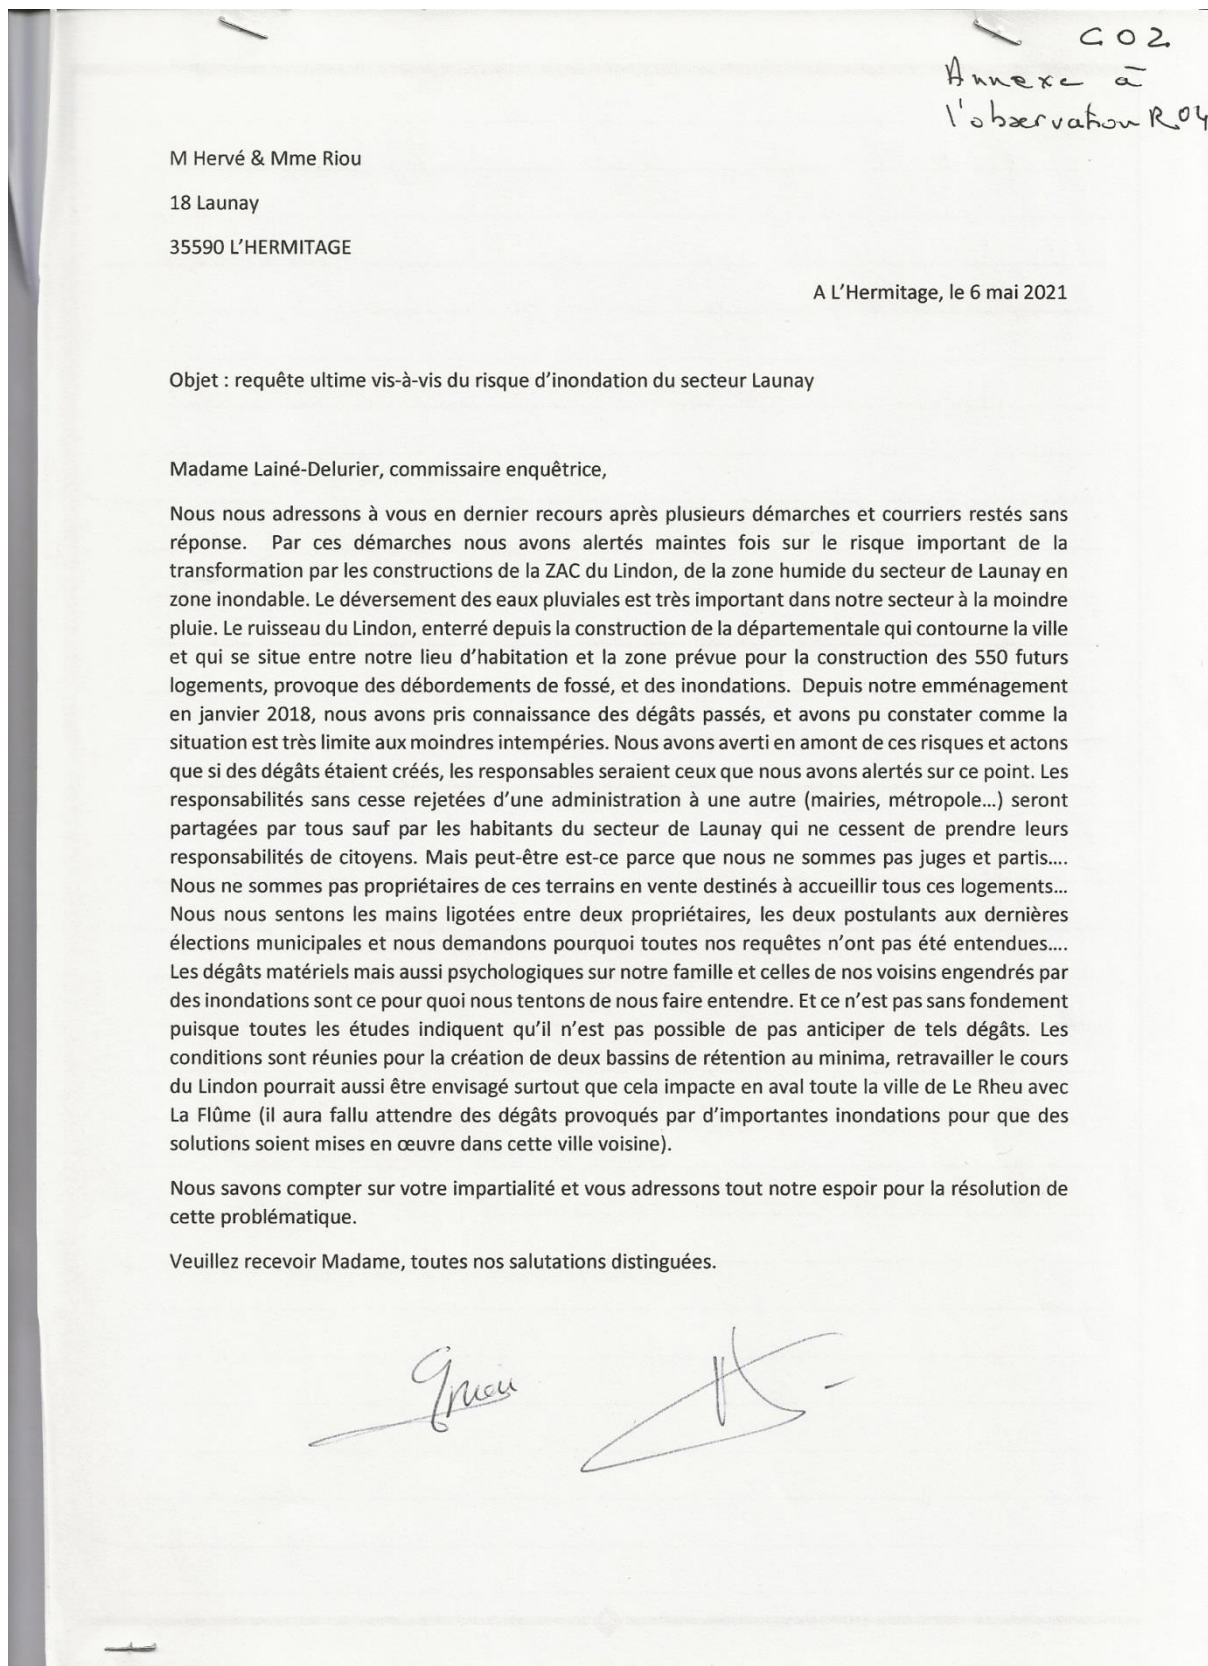 C02
Annexe à
l'observation R04
M Hervé & Mme Riou
18 Launay
35590 L'HERMITAGE
A L'Hermitage, le 6 mai 2021
Objet : requête ultime vis-à-vis du risque d'inondation du secteur Launay
Madame Lainé-Delurier, commissaire enquêtrice,
Nous nous adressons à vous en dernier recours après plusieurs démarches et courriers restés sans
réponse.  Par ces démarches nous avons alertés maintes fois sur le risque important de la
transformation par les constructions de la ZAC du Lindon, de la zone humide du secteur de Launay en
zone inondable. Le déversement des eaux pluviales est très important dans notre secteur à la moindre
pluie. Le ruisseau du Lindon, enterré depuis la construction de la départementale qui contourne la ville
et qui se situe entre notre lieu d'habitation et la zone prévue pour la construction des 550 futurs
logements, provoque des débordements de fossé, et des inondations.  Depuis notre emménagement
en janvier 2018, nous avons pris connaissance des dégâts passés, et avons pu constater comme la
situation est très limite aux moindres intempéries. Nous avons averti en amont de ces risques et actons
que si des dégâts étaient créés, les responsables seraient ceux que nous avons alertés sur ce point. Les
responsabilités sans cesse rejetées d'une administration à une autre (mairies, métropole…) seront
partagées par tous sauf par les habitants du secteur de Launay qui ne cessent de prendre leurs
responsabilités de citoyens. Mais peut-être est-ce parce que nous ne sommes pas juges et partis….
Nous ne sommes pas propriétaires de ces terrains en vente destinés à accueillir tous ces logements…
Nous nous sentons les mains ligotées entre deux propriétaires, les deux postulants aux dernières
élections municipales et nous demandons pourquoi toutes nos requêtes n'ont pas été entendues….
Les dégâts matériels mais aussi psychologiques sur notre famille et celles de nos voisins engendrés par
des inondations sont ce pour quoi nous tentons de nous faire entendre. Et ce n'est pas sans fondement
puisque toutes les études indiquent qu'il n'est pas possible de pas anticiper de tels dégâts. Les
conditions sont réunies pour la création de deux bassins de rétention au minima, retravailler le cours
du Lindon pourrait aussi être envisagé surtout que cela impacte en aval toute la ville de Le Rheu avec
La Flûme (il aura fallu attendre des dégâts provoqués par d'importantes inondations pour que des
solutions soient mises en œuvre dans cette ville voisine).
Nous savons compter sur votre impartialité et vous adressons tout notre espoir pour la résolution de
cette problématique.
Veuillez recevoir Madame, toutes nos salutations distinguées.